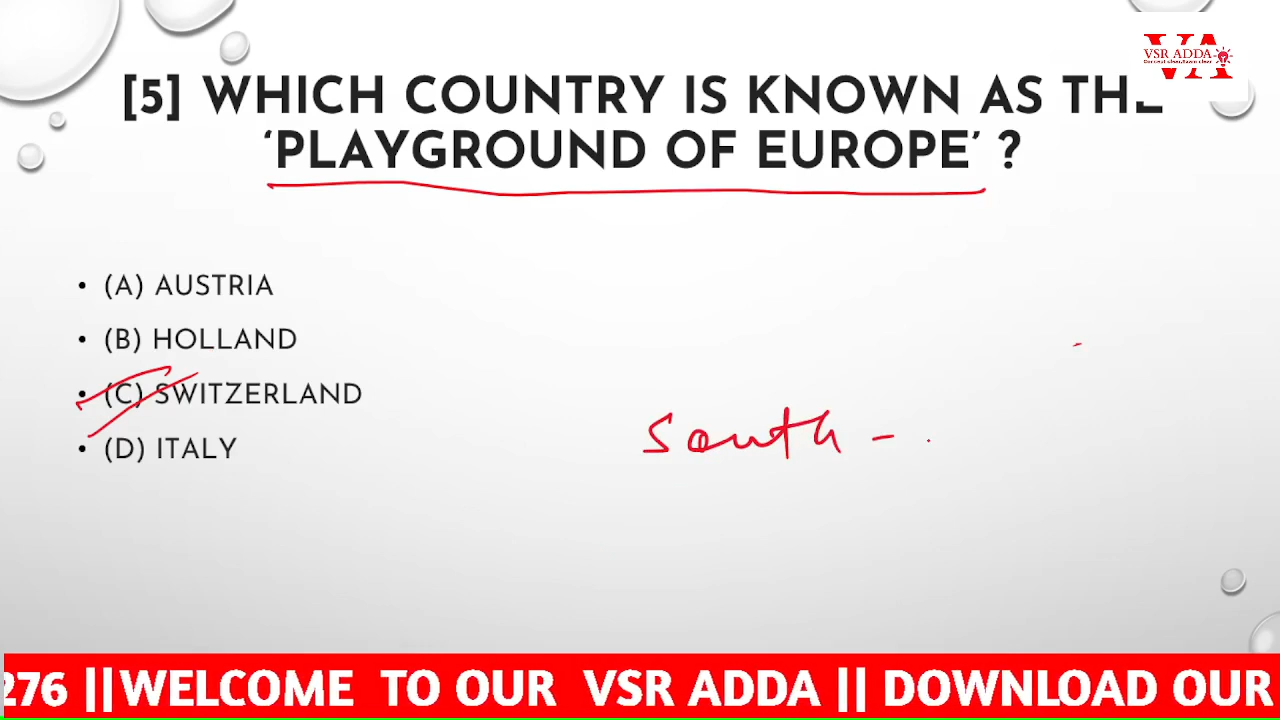 VA
VSR ADDA
[5] WHICH COUNTRY IS KNOWN AS THE
‘PLAYGROUND OF EUROPE’ ?
• (A) AUSTRIA
• (B) HOLLAND
• (C) SWITZERLAND
• (D) ITALY
South -
276 ||WELCOME TO OUR VSR ADDA || DOWNLOAD OUR